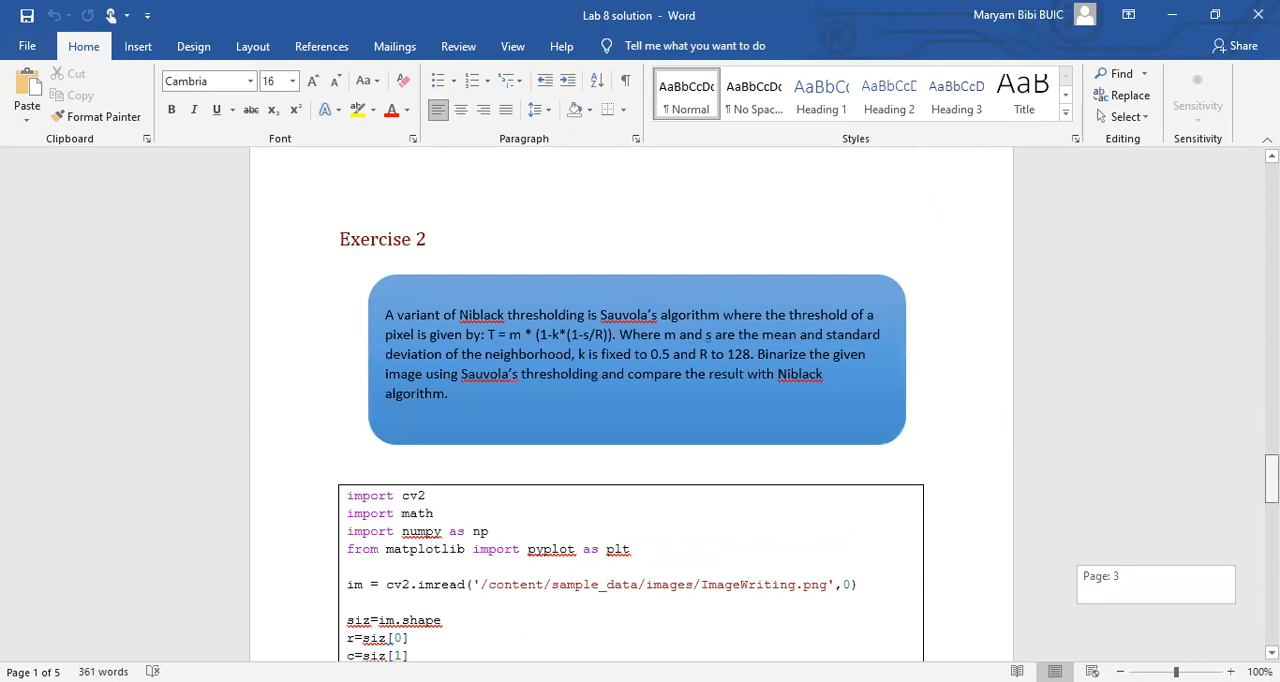 Lab 8 solution - Word
Maryam Bibi BUIC
File Home Insert Design Layout References Mailings Review View Help Tell me what you want to do Share
Paste
Cut
Copy
Format Painter
Clipboard
Cambria 16
Font
Paragraph
AaBbCcDc AaBbCcDc AaBbCc AaBbCcD AaBbCcD AaB
¶ Normal ¶ No Spac... Heading 1 Heading 2 Heading 3 Title
Styles
Find
Replace
Select
Editing
Sensitivity
Sensitivity
Exercise 2
A variant of Niblack thresholding is Sauvola's algorithm where the threshold of a
pixel is given by: T = m * (1-k*(1-s/R)). Where m and s are the mean and standard
deviation of the neighborhood, k is fixed to 0.5 and R to 128. Binarize the given
image using Sauvola's thresholding and compare the result with Niblack
algorithm.
import cv2
import math
import numpy as np
from matplotlib import pyplot as plt
im = cv2.imread('/content/sample_data/images/ImageWriting.png',0)
siz=im.shape
r=siz[0]
c=siz[1]
Page: 3
Page 1 of 5 361 words
100%